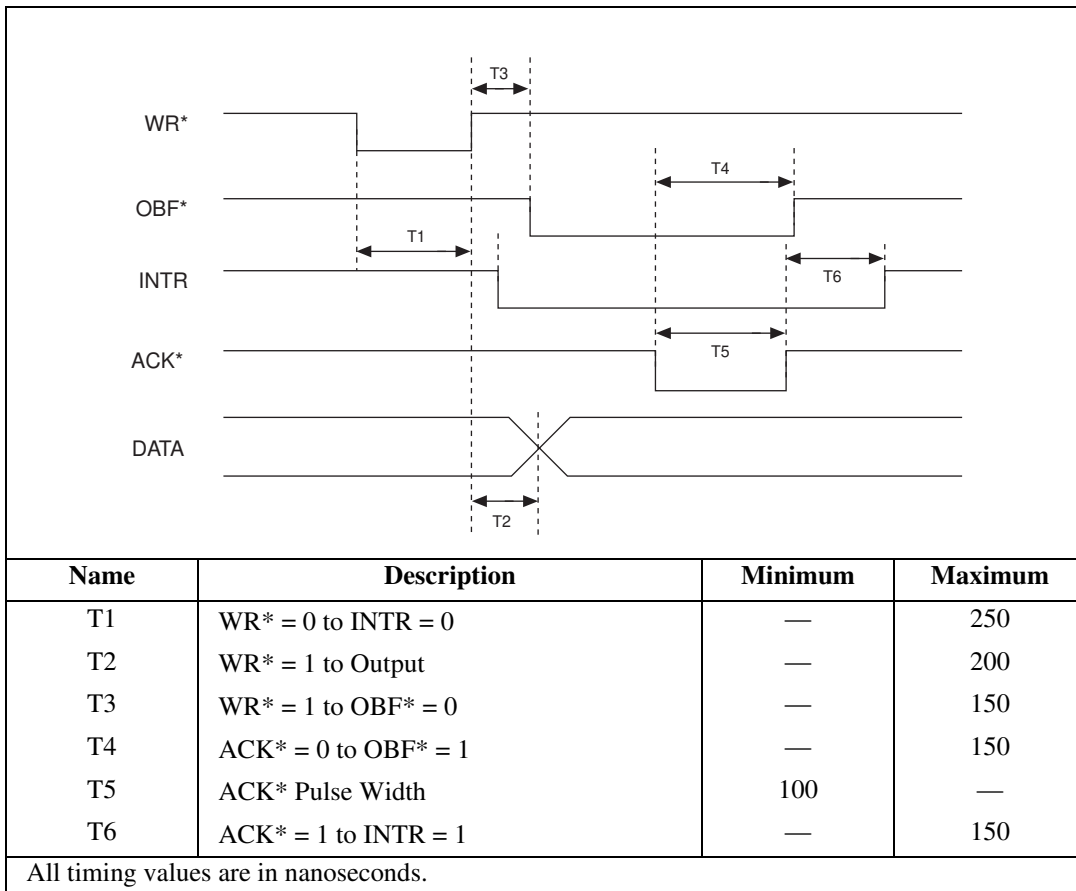 T3
WR*
T4
OBF*
T1
INTR
T6
T5
ACK*
DATA
T2
Name Description Minimum Maximum
T1 WR* = 0 to INTR = 0 — 250
T2 WR* = 1 to Output — 200
T3 WR* = 1 to OBF* = 0 — 150
T4 ACK* = 0 to OBF* = 1 — 150
T5 ACK* Pulse Width 100 —
T6 ACK* = 1 to INTR = 1 — 150
All timing values are in nanoseconds.